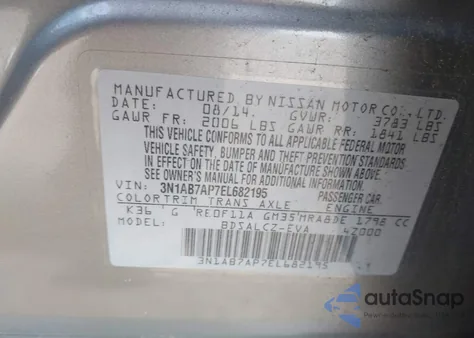 MANUFACTURED BY NISSAN MOTOR CO., LTD.
DATE: 08/14 GVWR: 3783 LBS
GAWR FR: 2006 LBS GAWR RR: 1841 LBS
THIS VEHICLE CONFORMS TO ALL APPLICABLE FEDERAL MOTOR
VEHICLE SAFETY, BUMPER AND THEFT PREVENTION STANDARDS
IN EFFECT ON THE DATE OF MANUFACTURE SHOWN ABOVE.
SEE OWNER'S MANUAL FOR MAINTENANCE.
VIN: 3N1AB7AP7EL682195 PASSENGER CAR
COLOR TRIM TRANS AXLE ENGINE
K36 G RE0F11A GM35 MRA8DE 1798 CC
MODEL: BDSALCZ-EVA 4Z000
3N1AB7AP7EL682195
autoSnap